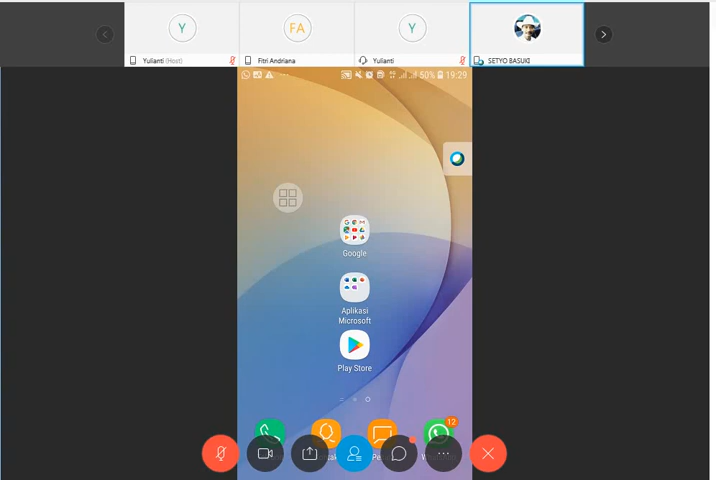 Y
FA
Y
Yulianti (Host)
Fitri Andriana
Yulianti
SETYO BASUKI
50% 19:29
Google
Aplikasi
Microsoft
Play Store
12